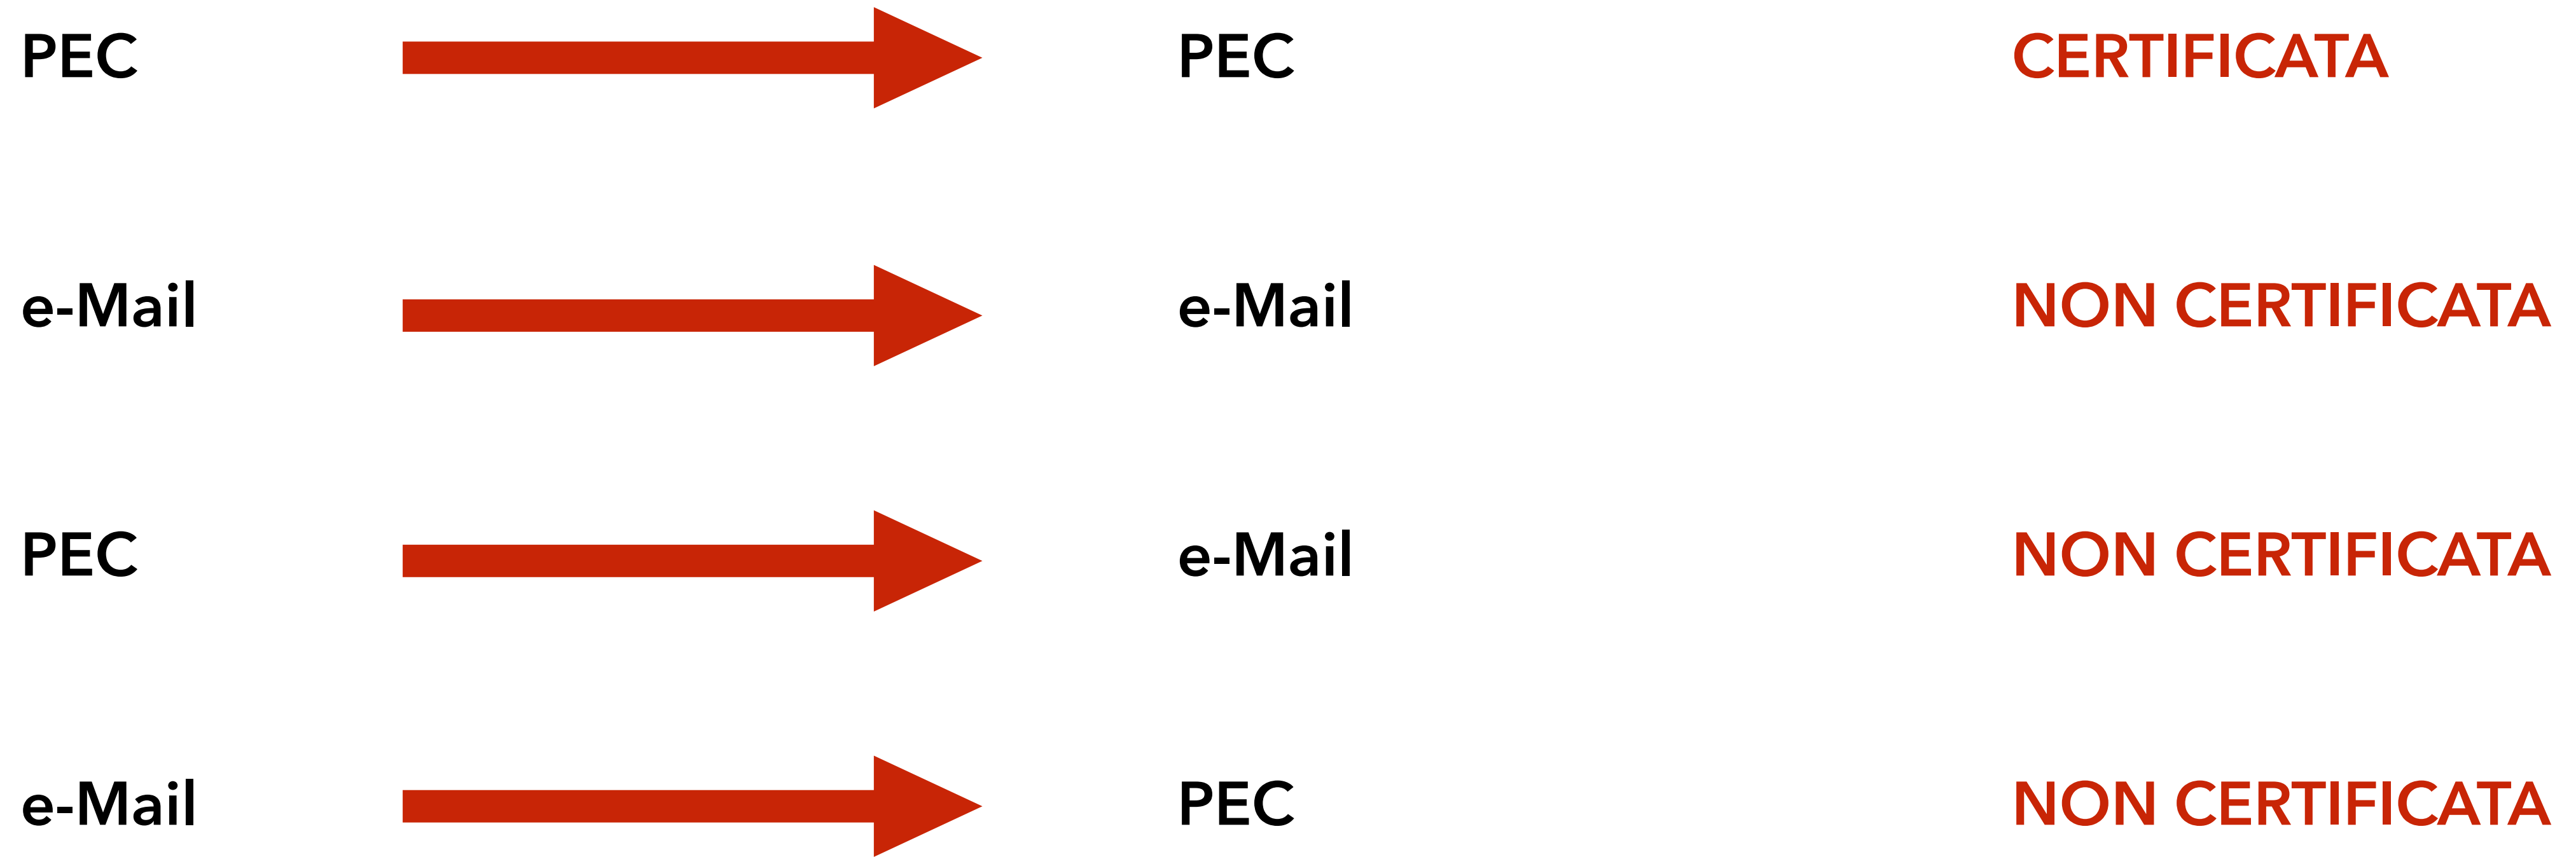 PEC PEC CERTIFICATA
e-Mail e-Mail NON CERTIFICATA
PEC e-Mail NON CERTIFICATA
e-Mail PEC NON CERTIFICATA